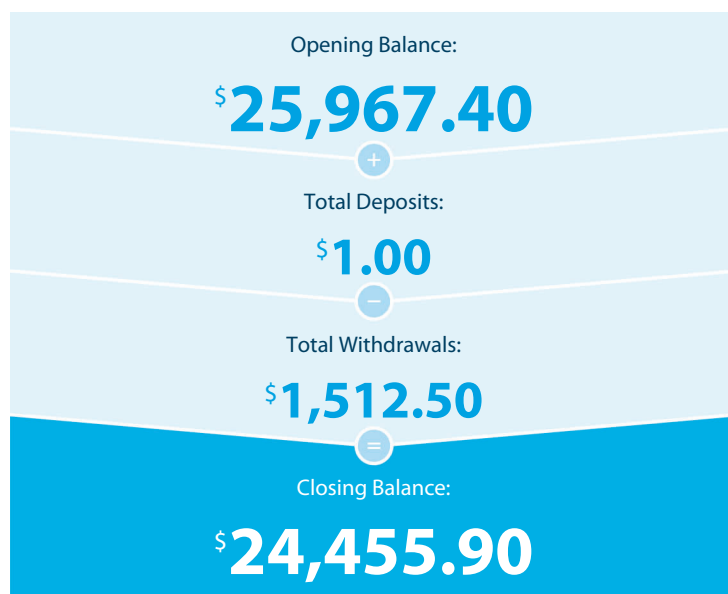 Opening Balance:
$25,967.40
+
Total Deposits:
$1.00
−
Total Withdrawals:
$1,512.50
=
Closing Balance:
$24,455.90